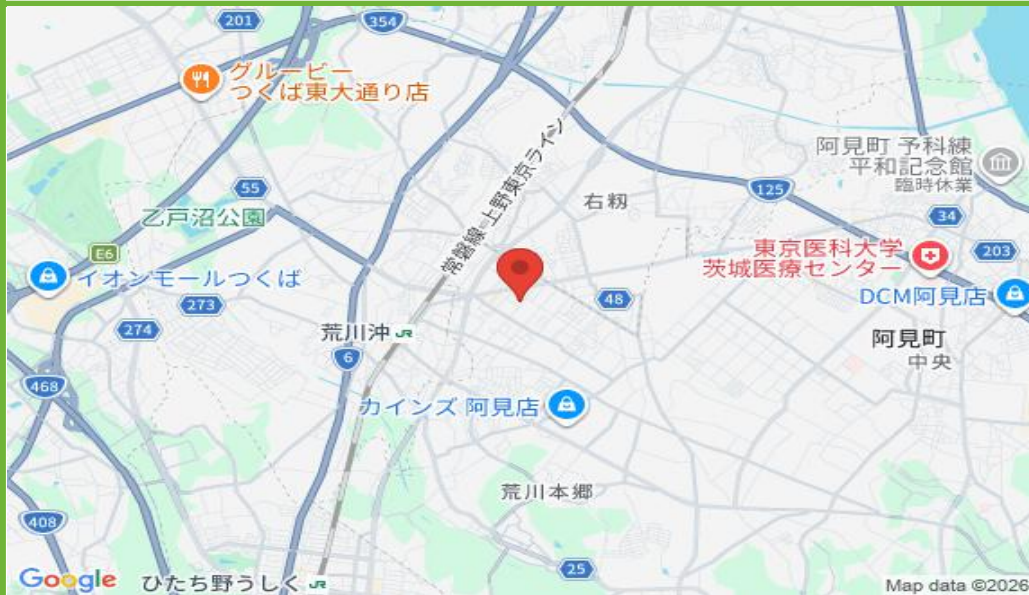 201
354
グルービー
つくば東大通り店
常磐線・上野東京ライン
阿見町 予科練
平和記念館
臨時休業
55
125
右籾
乙戸沼公園
34
E6
東京医科大学
茨城医療センター
203
イオンモールつくば
273
48
DCM阿見店
274
荒川沖 JR
阿見町
6
中央
468
カインズ 阿見店
荒川本郷
408
25
Google
ひたち野うしく JR
Map data ©2026